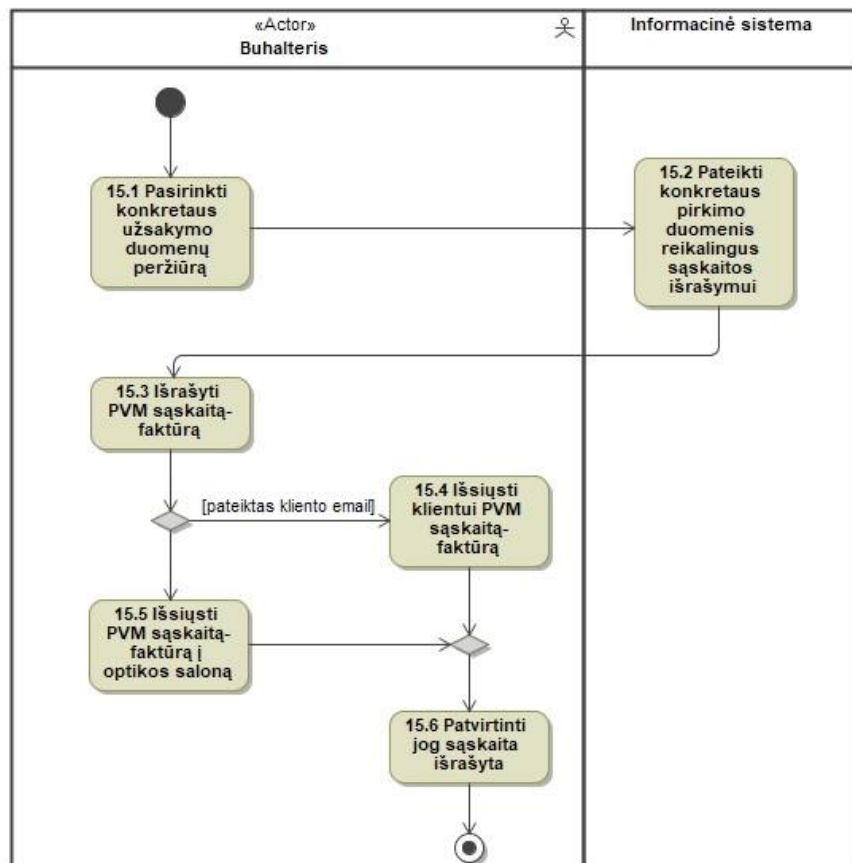 «Actor»
Buhalteris
Informacinė sistema
15.1 Pasirinkti
konkretaus
užsakymo
duomenų
peržiūrą
15.2 Pateikti
konkretaus
pirkimo
duomenis
reikalingus
sąskaitos
išrašymui
15.3 Išrašyti
PVM sąskaitą-
faktūrą
[pateiktas kliento email]
15.4 Išsiųsti
klientui PVM
sąskaitą-
faktūrą
15.5 Išsiųsti
PVM sąskaitą-
faktūrą į
optikos saloną
15.6 Patvirtinti
jog sąskaita
išrašyta